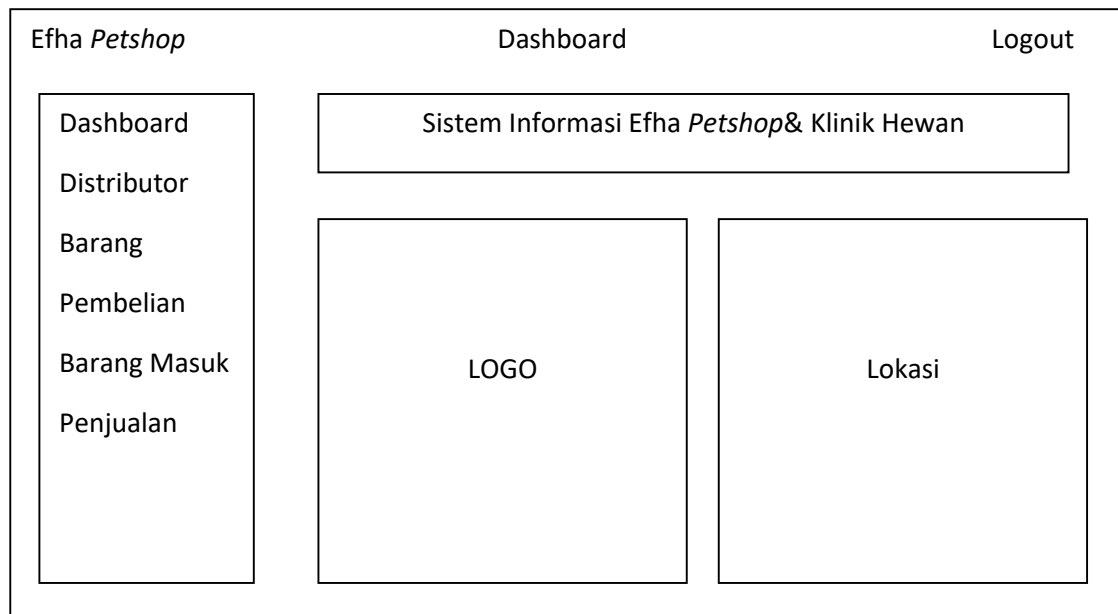 Efha Petshop
Dashboard
Logout
Dashboard
Distributor
Barang
Pembelian
Barang Masuk
Penjualan
Sistem Informasi Efha Petshop& Klinik Hewan
LOGO
Lokasi